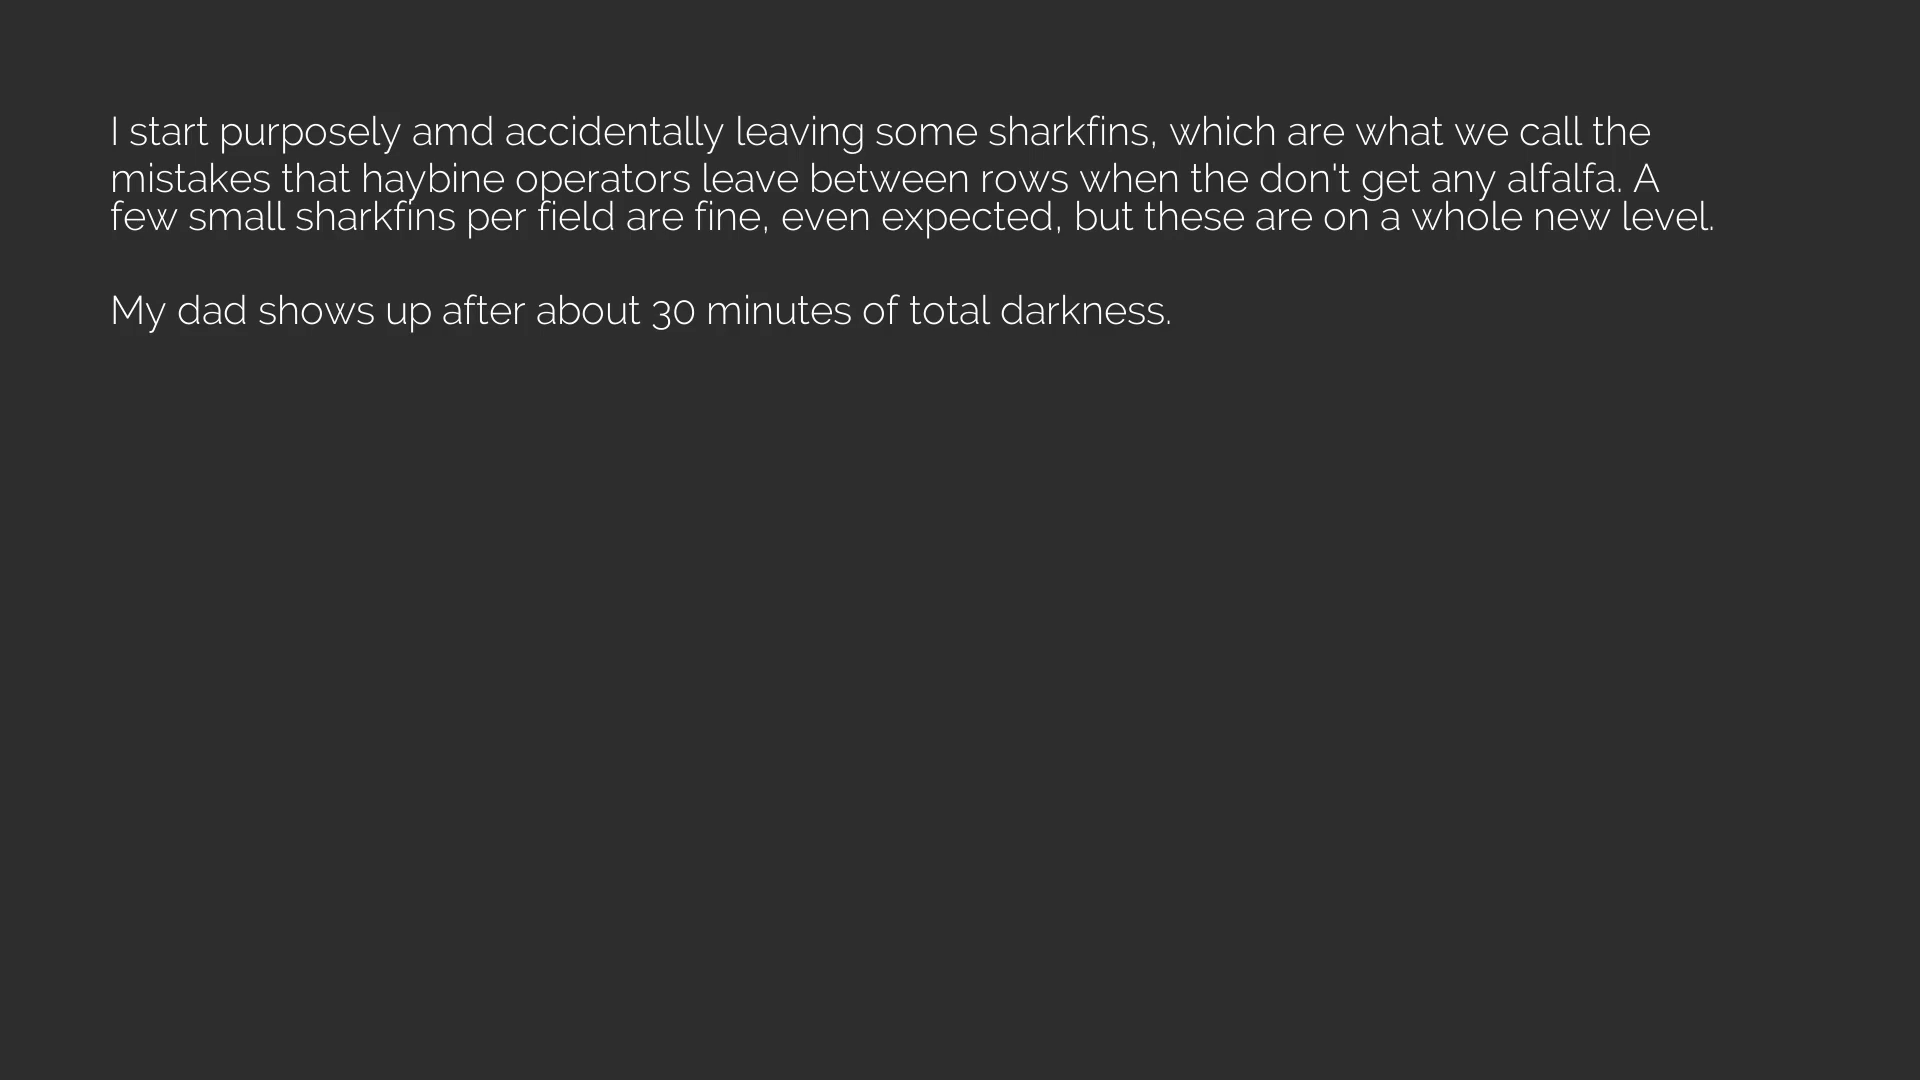 I start purposely amd accidentally leaving some sharkfins, which are what we call the
mistakes that haybine operators leave between rows when the don't get any alfalfa. A
few small sharkfins per field are fine, even expected, but these are on a whole new level.
My dad shows up after about 30 minutes of total darkness.